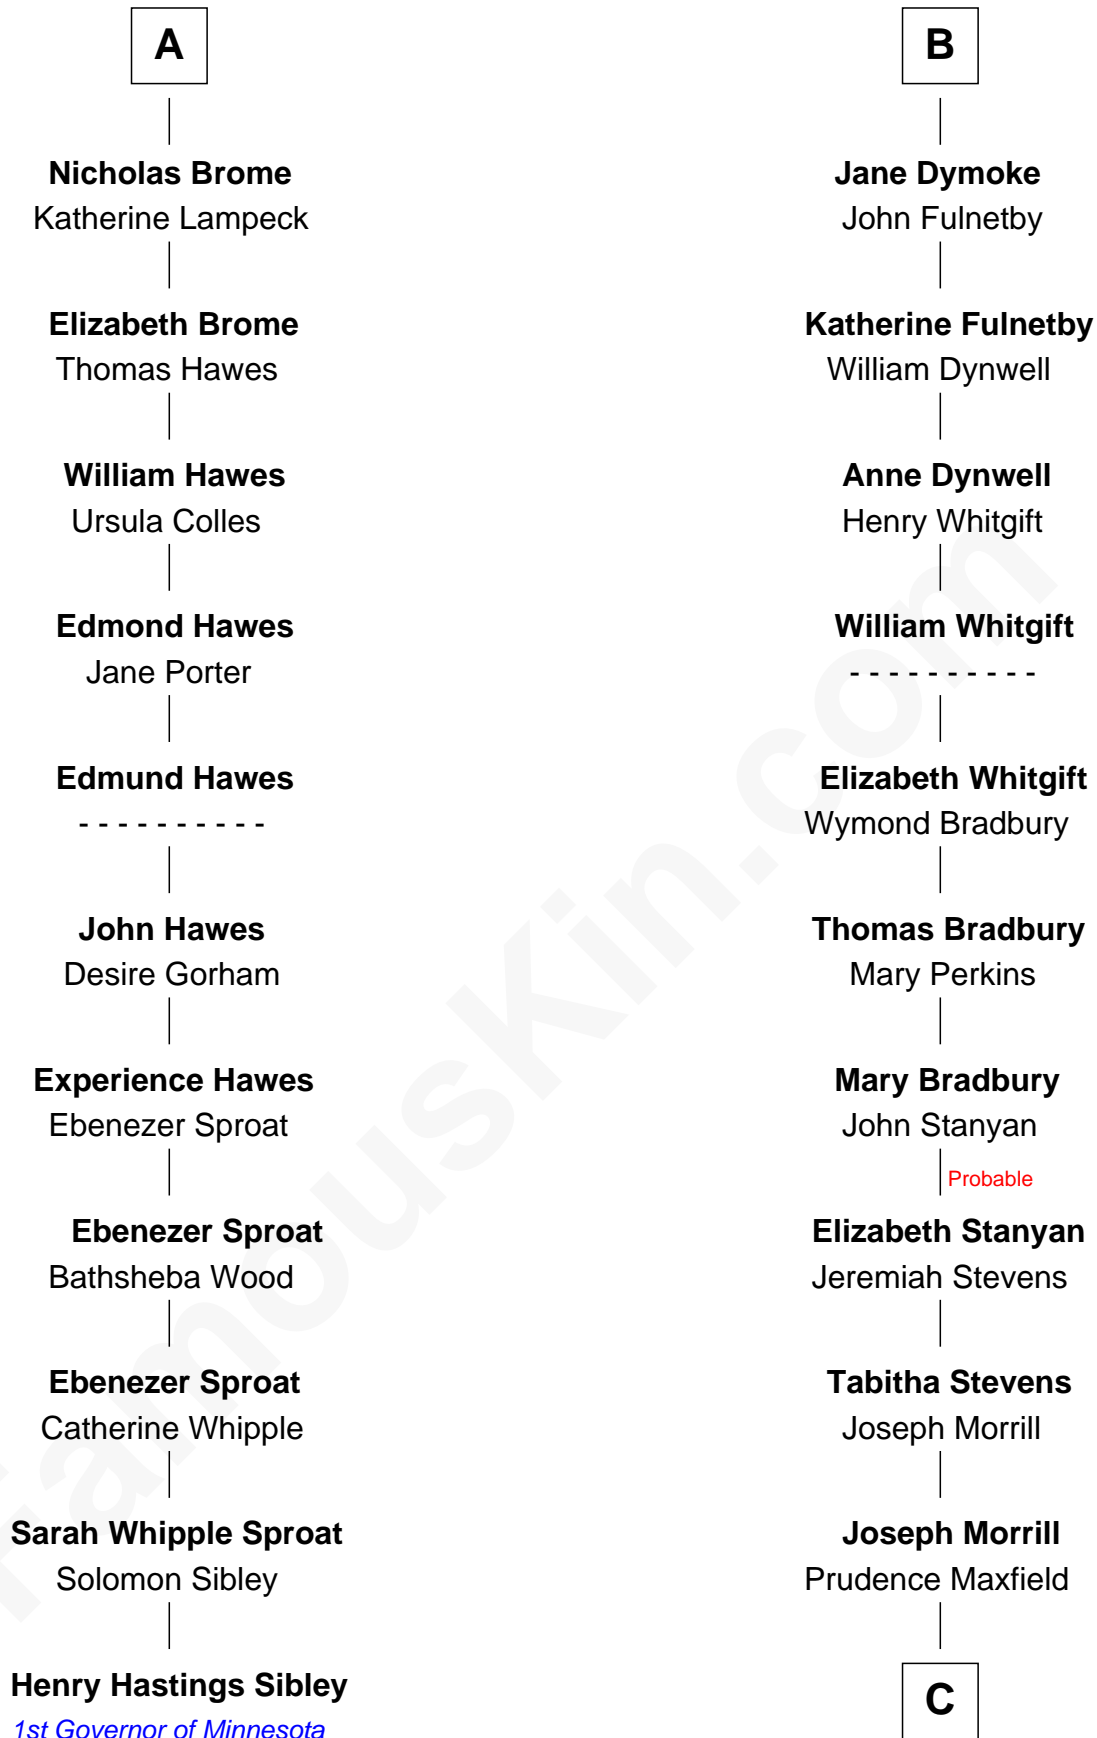 A
Nicholas Brome
Katherine Lampeck
Elizabeth Brome
Thomas Hawes
William Hawes
Ursula Colles
Edmond Hawes
Jane Porter
Edmund Hawes
- - - - - - - - - -
John Hawes
Desire Gorham
Experience Hawes
Ebenezer Sproat
Ebenezer Sproat
Bathsheba Wood
Ebenezer Sproat
Catherine Whipple
Sarah Whipple Sproat
Solomon Sibley
Henry Hastings Sibley
1st Governor of Minnesota
B
Jane Dymoke
John Fulnetby
Katherine Fulnetby
William Dynwell
Anne Dynwell
Henry Whitgift
William Whitgift
- - - - - - - - - -
Elizabeth Whitgift
Wymond Bradbury
Thomas Bradbury
Mary Perkins
Mary Bradbury
John Stanyan
Probable
Elizabeth Stanyan
Jeremiah Stevens
Tabitha Stevens
Joseph Morrill
Joseph Morrill
Prudence Maxfield
C
FamousKin.com